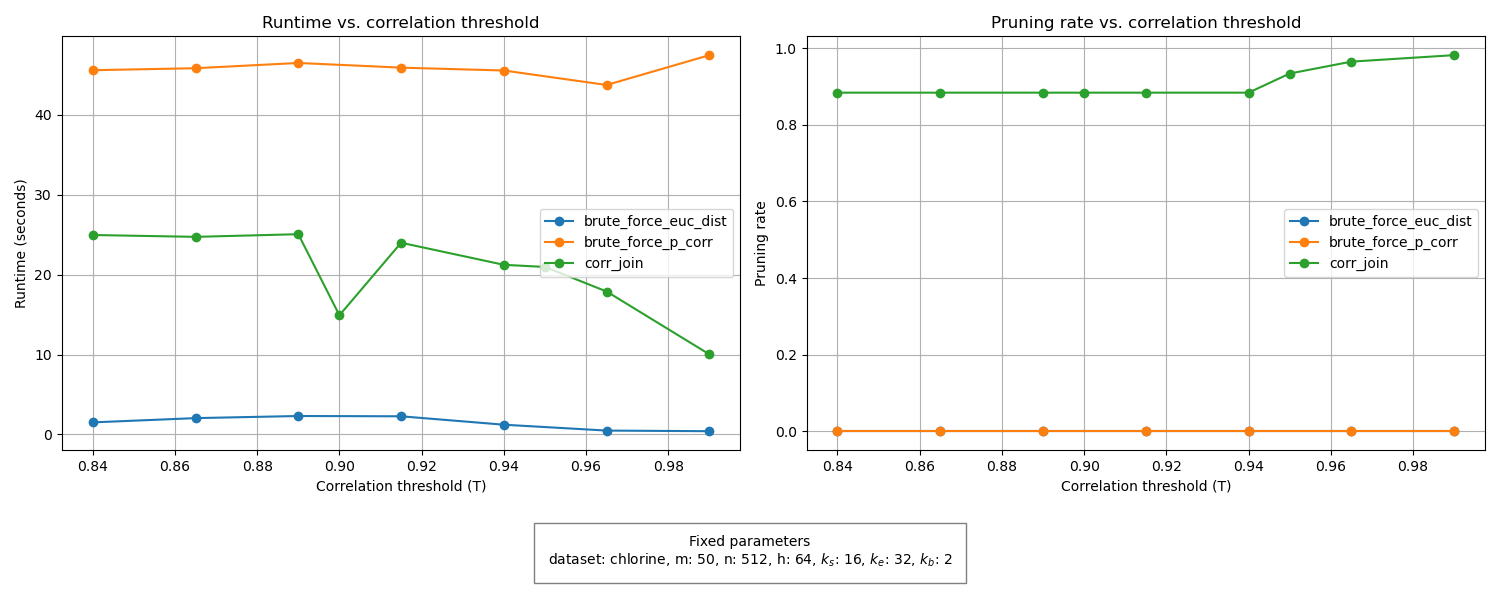 Runtime vs. correlation threshold
Runtime (seconds)
40
30
20
10
0
0.84 0.86 0.88 0.90 0.92 0.94 0.96 0.98
Correlation threshold (T)
brute_force_euc_dist
brute_force_p_corr
corr_join
Pruning rate vs. correlation threshold
Pruning rate
1.0
0.8
0.6
0.4
0.2
0.0
0.84 0.86 0.88 0.90 0.92 0.94 0.96 0.98
Correlation threshold (T)
brute_force_euc_dist
brute_force_p_corr
corr_join
Fixed parameters
dataset: chlorine, m: 50, n: 512, h: 64, k_s: 16, k_e: 32, k_b: 2